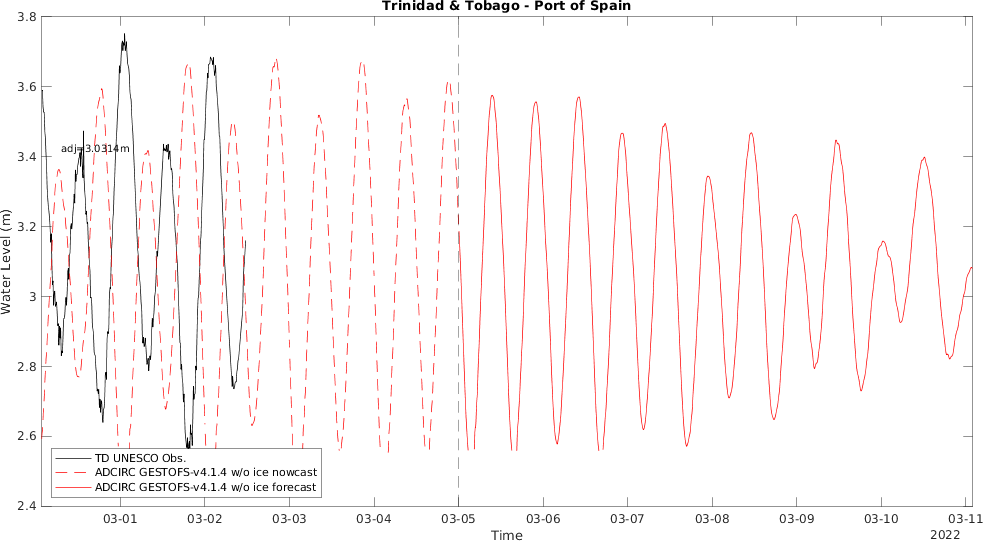 Trinidad & Tobago - Port of Spain
3.8
3.6
3.4
3.2
3
2.8
2.6
2.4
Water Level (m)
adj=3.0314m
TD UNESCO Obs.
ADCIRC GESTOFS-v4.1.4 w/o ice nowcast
ADCIRC GESTOFS-v4.1.4 w/o ice forecast
03-01 03-02 03-03 03-04 03-05 03-06 03-07 03-08 03-09 03-10 03-11
Time
2022